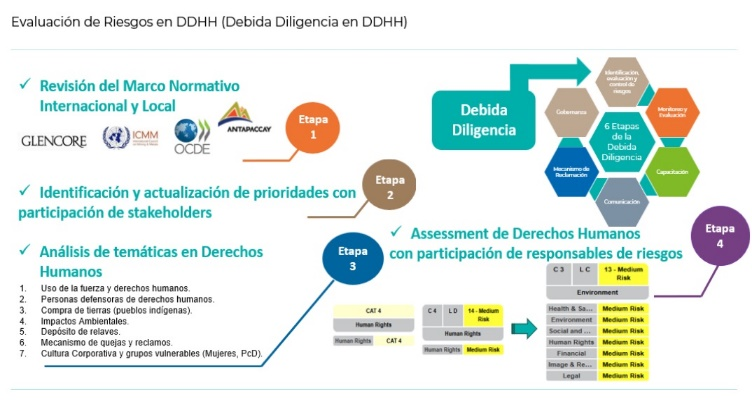 Evaluación de Riesgos en DDHH (Debida Diligencia en DDHH)
✓ Revisión del Marco Normativo
Internacional y Local
GLENCORE
ICMM
OCDE
ANTAPACCAY
Etapa
1
Debida
Diligencia
Identificación,
evaluación y
control de
riesgos
Monitoreo y
Evaluación
Capacitación
Comunicación
Mecanismo de
Reclamación
Gobernanza
6 Etapas
de la
Debida
Diligencia
✓ Identificación y actualización de prioridades con
participación de stakeholders
Etapa
2
✓ Análisis de temáticas en Derechos
Humanos
1. Uso de la fuerza y derechos humanos.
2. Personas defensoras de derechos humanos.
3. Compra de tierras (pueblos indígenas).
4. Impactos Ambientales.
5. Depósito de relaves.
6. Mecanismo de quejas y reclamos.
7. Cultura Corporativa y grupos vulnerables (Mujeres, PcD).
Etapa
3
✓ Assessment de Derechos Humanos
con participación de responsables de riesgos
Etapa
4
CAT 4
Human Rights
Human Rights CAT 4
C 4 L D 14 - Medium
Risk
Human Rights
Human Rights Medium Risk
C 3 L C 13 - Medium
Risk
Environment
Health & Sa... Medium Risk
Environment Medium Risk
Social and ... Medium Risk
Human Rights Medium Risk
Financial Medium Risk
Image & Re... Medium Risk
Legal Medium Risk